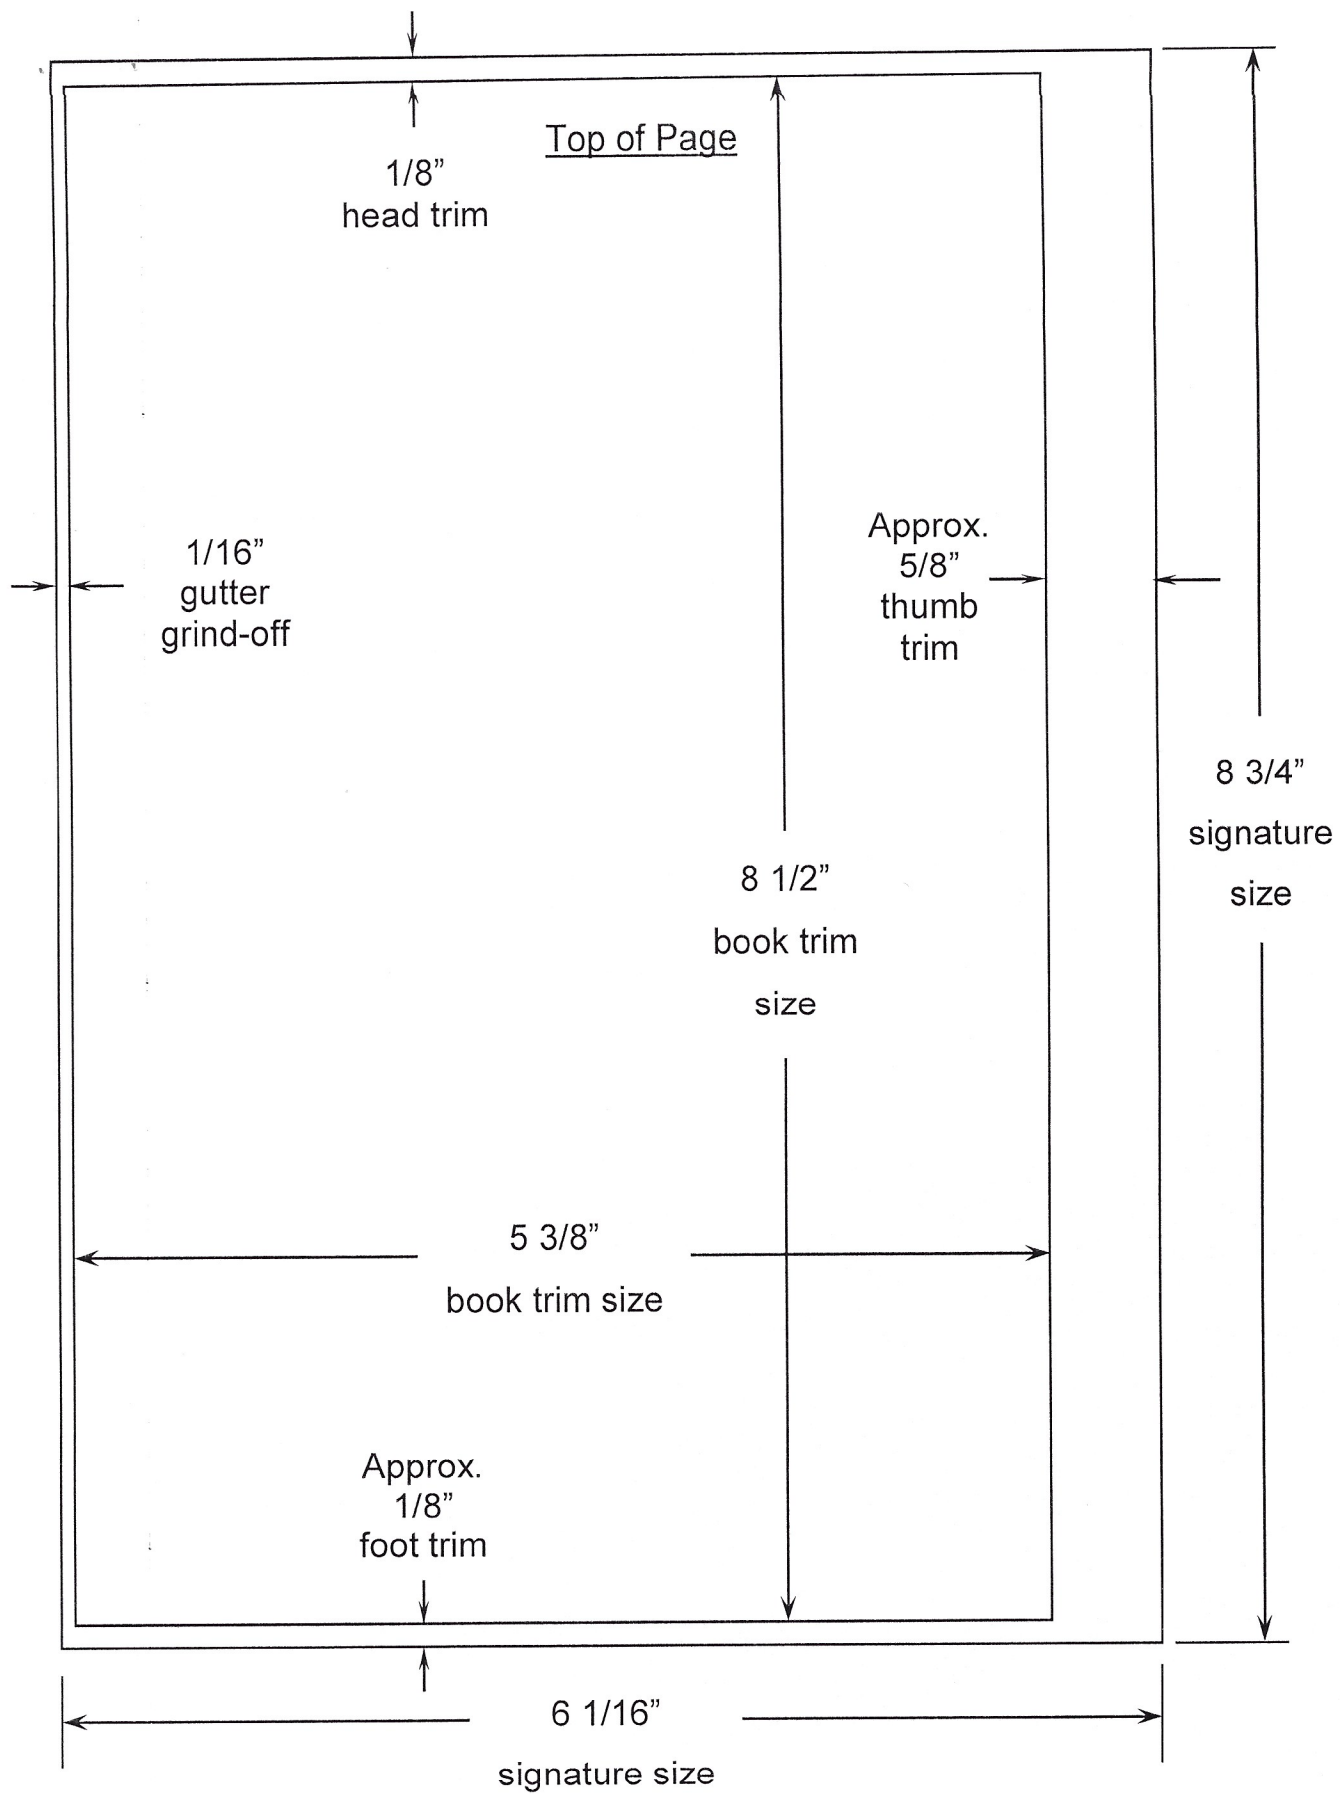 Top of Page
1/8”
head trim
1/16”
gutter
grind-off
Approx.
5/8”
thumb
trim
8 3/4”
signature
size
8 1/2”
book trim
size
5 3/8”
book trim size
Approx.
1/8”
foot trim
6 1/16”
signature size